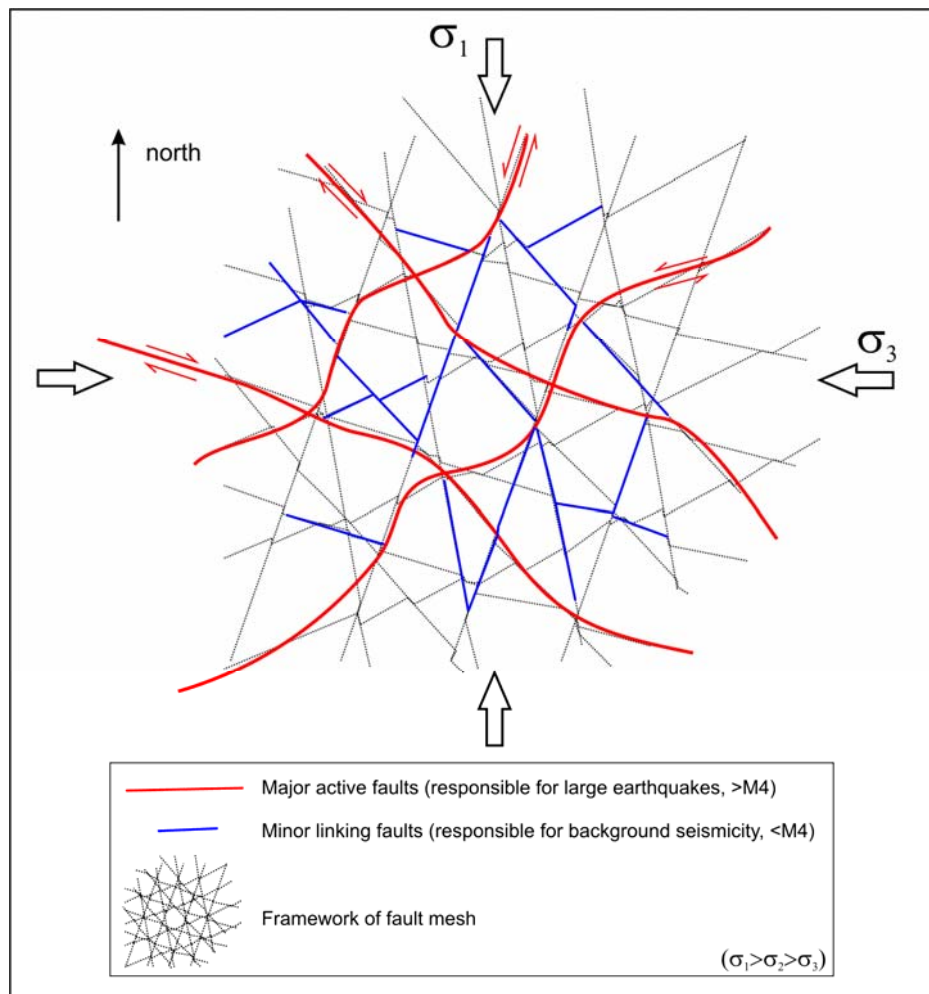 σ1
north
σ3
Major active faults (responsible for large earthquakes, >M4)
Minor linking faults (responsible for background seismicity, <M4)
Framework of fault mesh
(σ1>σ2>σ3)